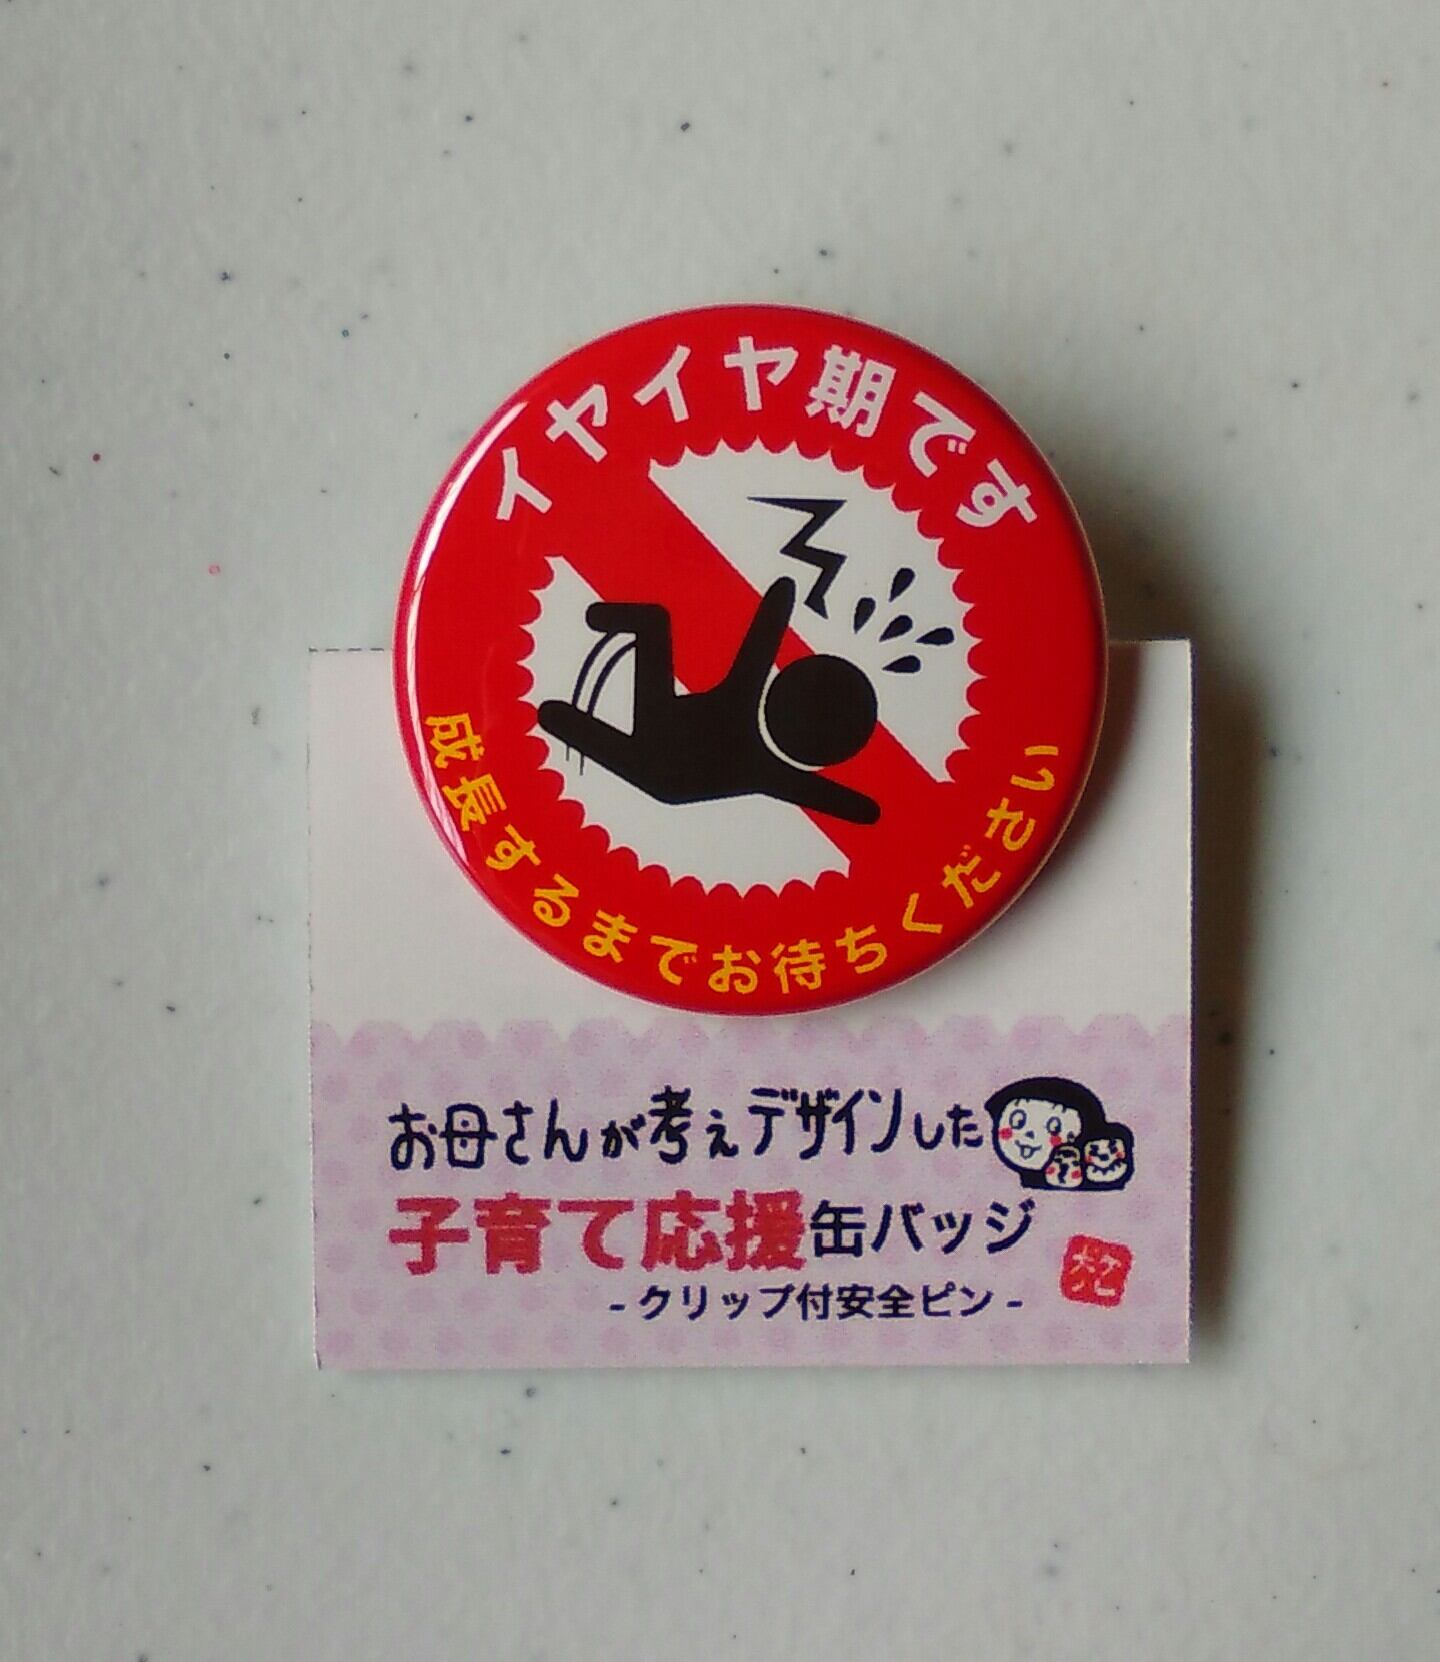 イヤイヤ期です
成長するまでお待ちください
お母さんが考えデザインした
子育て応援缶バッジ
-クリップ付安全ピン-